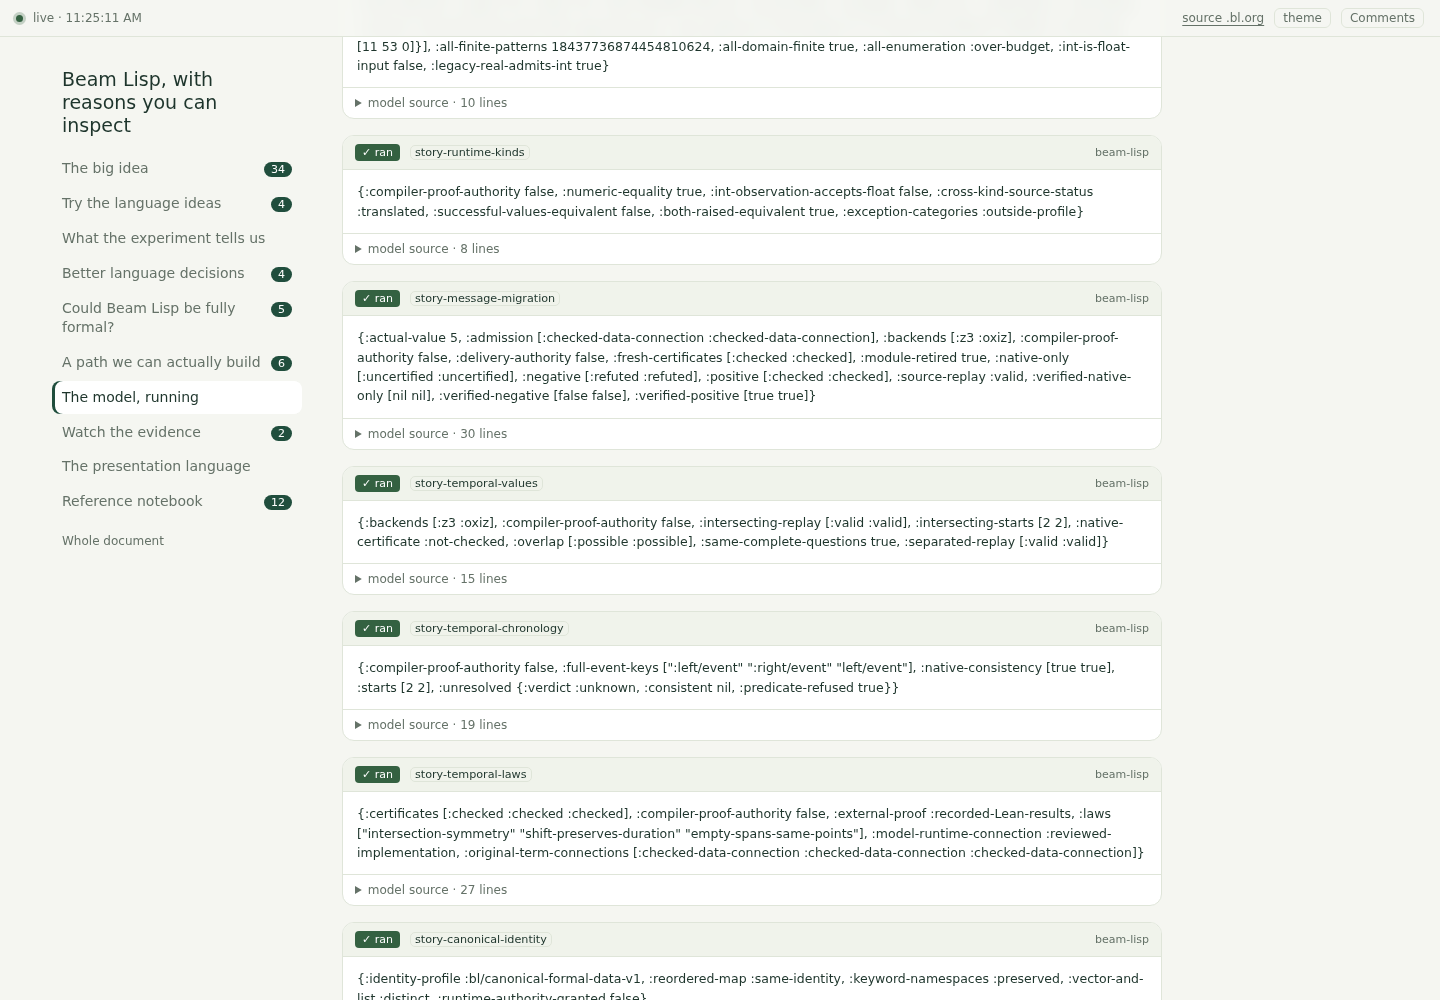 live · 11:25:11 AM
source .bl.org
theme
Comments
Beam Lisp, with
reasons you can
inspect
The big idea 34
Try the language ideas 4
What the experiment tells us
Better language decisions 4
Could Beam Lisp be fully
formal? 5
A path we can actually build 6
The model, running
Watch the evidence 2
The presentation language
Reference notebook 12
Whole document
[11 53 0]}], :all-finite-patterns 18437736874454810624, :all-domain-finite true, :all-enumeration :over-budget, :int-is-float-
input false, :legacy-real-admits-int true}
▶ model source · 10 lines
✓ ran story-runtime-kinds beam-lisp
{:compiler-proof-authority false, :numeric-equality true, :int-observation-accepts-float false, :cross-kind-source-status
:translated, :successful-values-equivalent false, :both-raised-equivalent true, :exception-categories :outside-profile}
▶ model source · 8 lines
✓ ran story-message-migration beam-lisp
{:actual-value 5, :admission [:checked-data-connection :checked-data-connection], :backends [:z3 :oxiz], :compiler-proof-
authority false, :delivery-authority false, :fresh-certificates [:checked :checked], :module-retired true, :native-only
[:uncertified :uncertified], :negative [:refuted :refuted], :positive [:checked :checked], :source-replay :valid, :verified-native-
only [nil nil], :verified-negative [false false], :verified-positive [true true]}
▶ model source · 30 lines
✓ ran story-temporal-values beam-lisp
{:backends [:z3 :oxiz], :compiler-proof-authority false, :intersecting-replay [:valid :valid], :intersecting-starts [2 2], :native-
certificate :not-checked, :overlap [:possible :possible], :same-complete-questions true, :separated-replay [:valid :valid]}
▶ model source · 15 lines
✓ ran story-temporal-chronology beam-lisp
{:compiler-proof-authority false, :full-event-keys [":left/event" ":right/event" "left/event"], :native-consistency [true true],
:starts [2 2], :unresolved {:verdict :unknown, :consistent nil, :predicate-refused true}}
▶ model source · 19 lines
✓ ran story-temporal-laws beam-lisp
{:certificates [:checked :checked :checked], :compiler-proof-authority false, :external-proof :recorded-Lean-results, :laws
["intersection-symmetry" "shift-preserves-duration" "empty-spans-same-points"], :model-runtime-connection :reviewed-
implementation, :original-term-connections [:checked-data-connection :checked-data-connection :checked-data-connection]}
▶ model source · 27 lines
✓ ran story-canonical-identity beam-lisp
{:identity-profile :bl/canonical-formal-data-v1, :reordered-map :same-identity, :keyword-namespaces :preserved, :vector-and-
list :distinct, :runtime-authority-granted false}